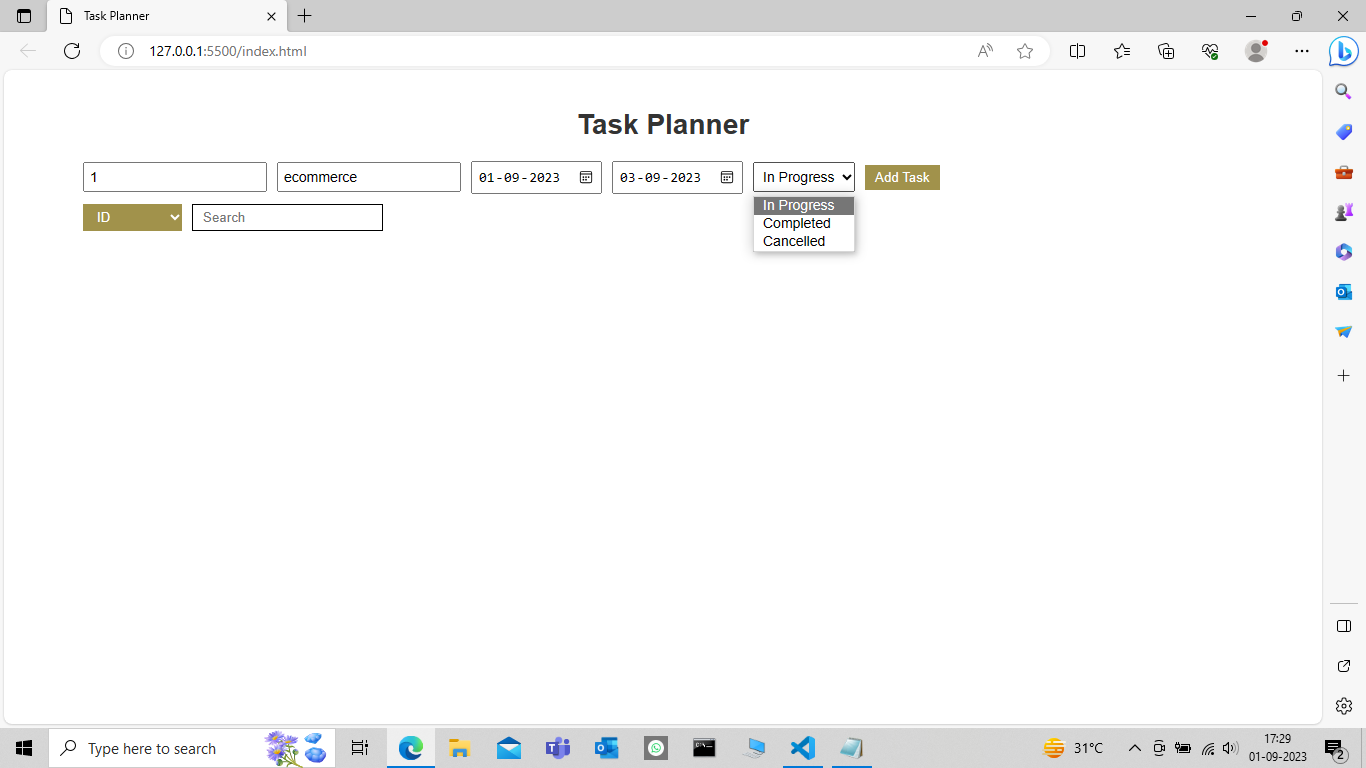 Task Planner
127.0.0.1:5500/index.html
Task Planner
1 ecommerce 01-09-2023 03-09-2023 In Progress Add Task
In Progress
Completed
Cancelled
ID Search
Type here to search
31°C
17:29
01-09-2023
2